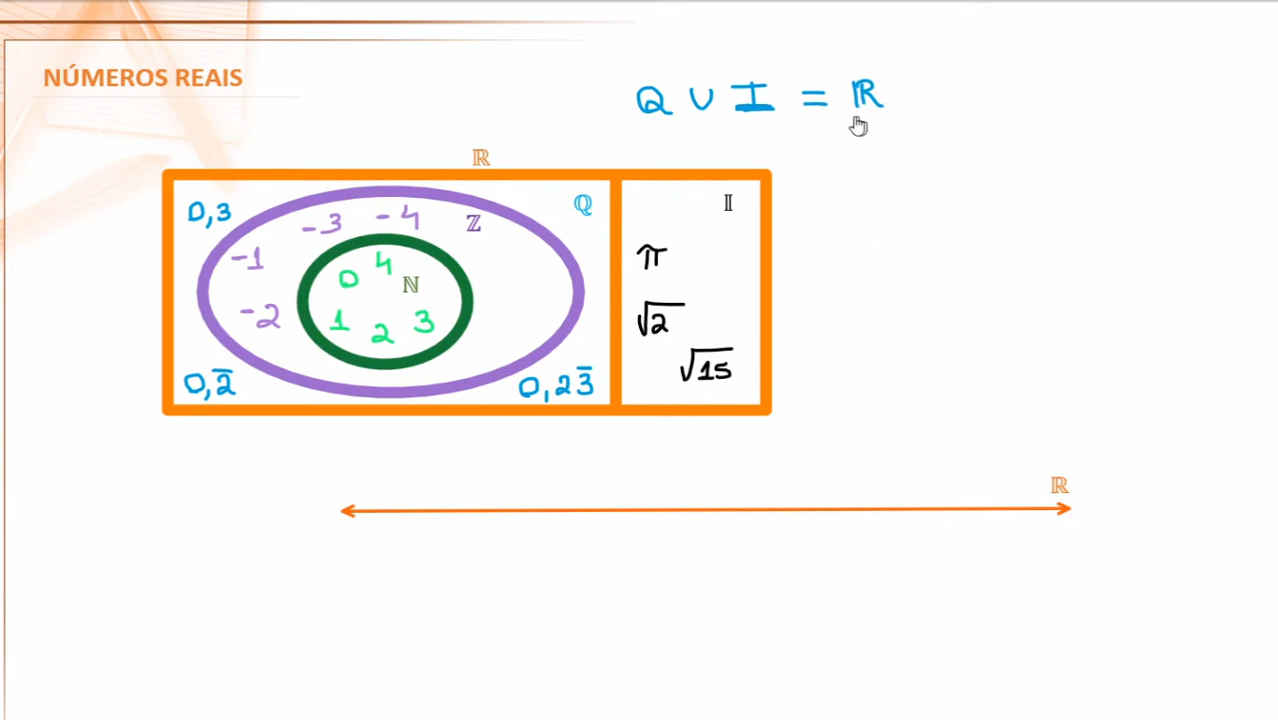 NÚMEROS REAIS
Q ∪ I = ℝ
ℝ
0,3
-3 -4
ℤ
ℚ
𝕀
-1
0 4
ℕ
π
-2
1 2 3
√2
√15
0,2̅
0,23̅
ℝ